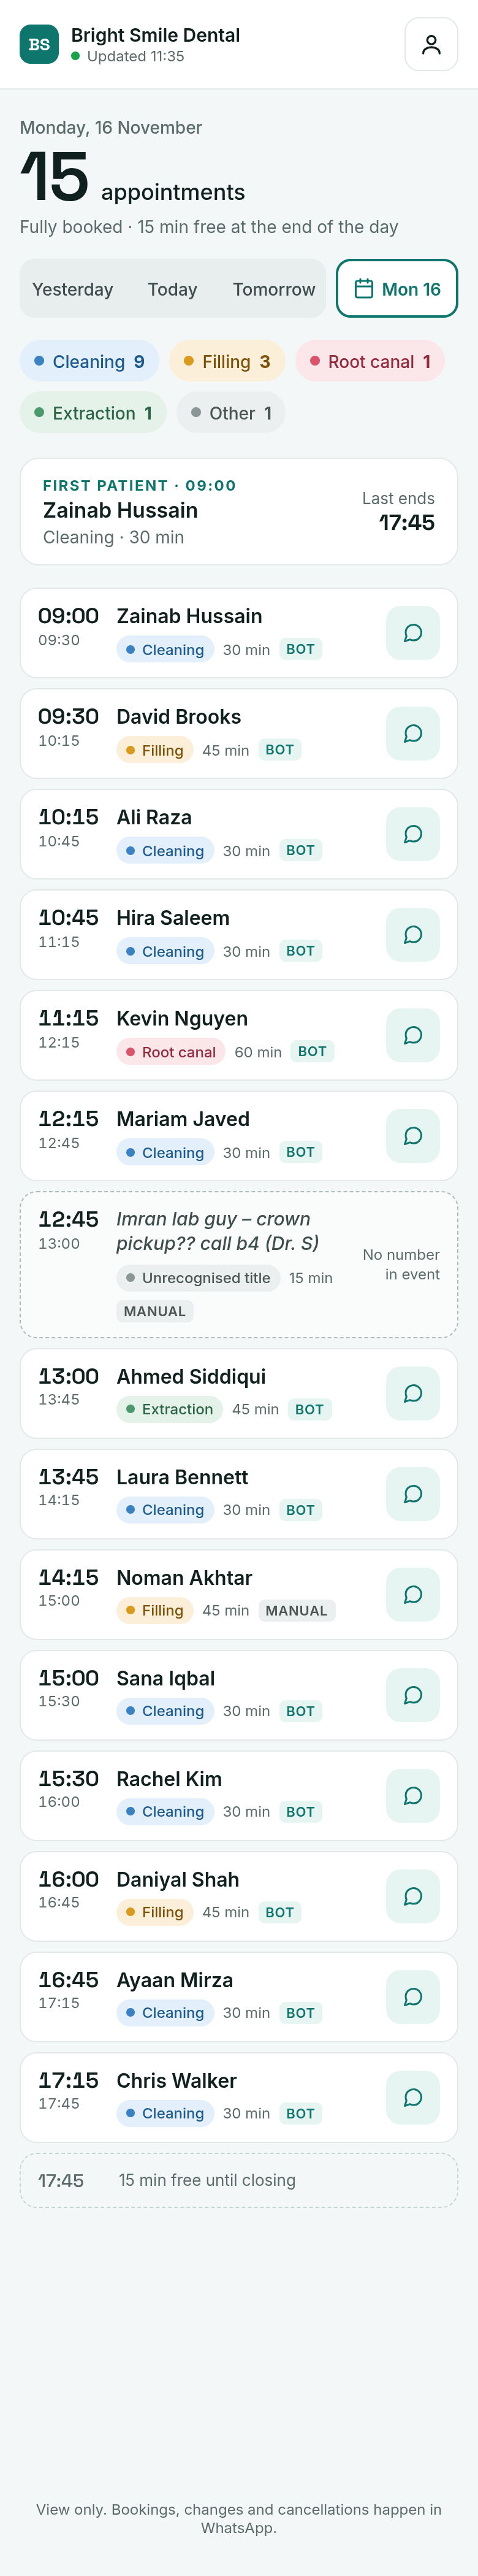 BS
Bright Smile Dental
Updated 11:35
Monday, 16 November
15 appointments
Fully booked · 15 min free at the end of the day
Yesterday Today Tomorrow Mon 16
Cleaning 9 Filling 3 Root canal 1
Extraction 1 Other 1
FIRST PATIENT · 09:00
Zainab Hussain
Cleaning · 30 min
Last ends
17:45
09:00 Zainab Hussain
09:30 Cleaning 30 min BOT
09:30 David Brooks
10:15 Filling 45 min BOT
10:15 Ali Raza
10:45 Cleaning 30 min BOT
10:45 Hira Saleem
11:15 Cleaning 30 min BOT
11:15 Kevin Nguyen
12:15 Root canal 60 min BOT
12:15 Mariam Javed
12:45 Cleaning 30 min BOT
12:45 Imran lab guy – crown
13:00 pickup?? call b4 (Dr. S)
Unrecognised title 15 min
MANUAL
No number
in event
13:00 Ahmed Siddiqui
13:45 Extraction 45 min BOT
13:45 Laura Bennett
14:15 Cleaning 30 min BOT
14:15 Noman Akhtar
15:00 Filling 45 min MANUAL
15:00 Sana Iqbal
15:30 Cleaning 30 min BOT
15:30 Rachel Kim
16:00 Cleaning 30 min BOT
16:00 Daniyal Shah
16:45 Filling 45 min BOT
16:45 Ayaan Mirza
17:15 Cleaning 30 min BOT
17:15 Chris Walker
17:45 Cleaning 30 min BOT
17:45 15 min free until closing
View only. Bookings, changes and cancellations happen in
WhatsApp.